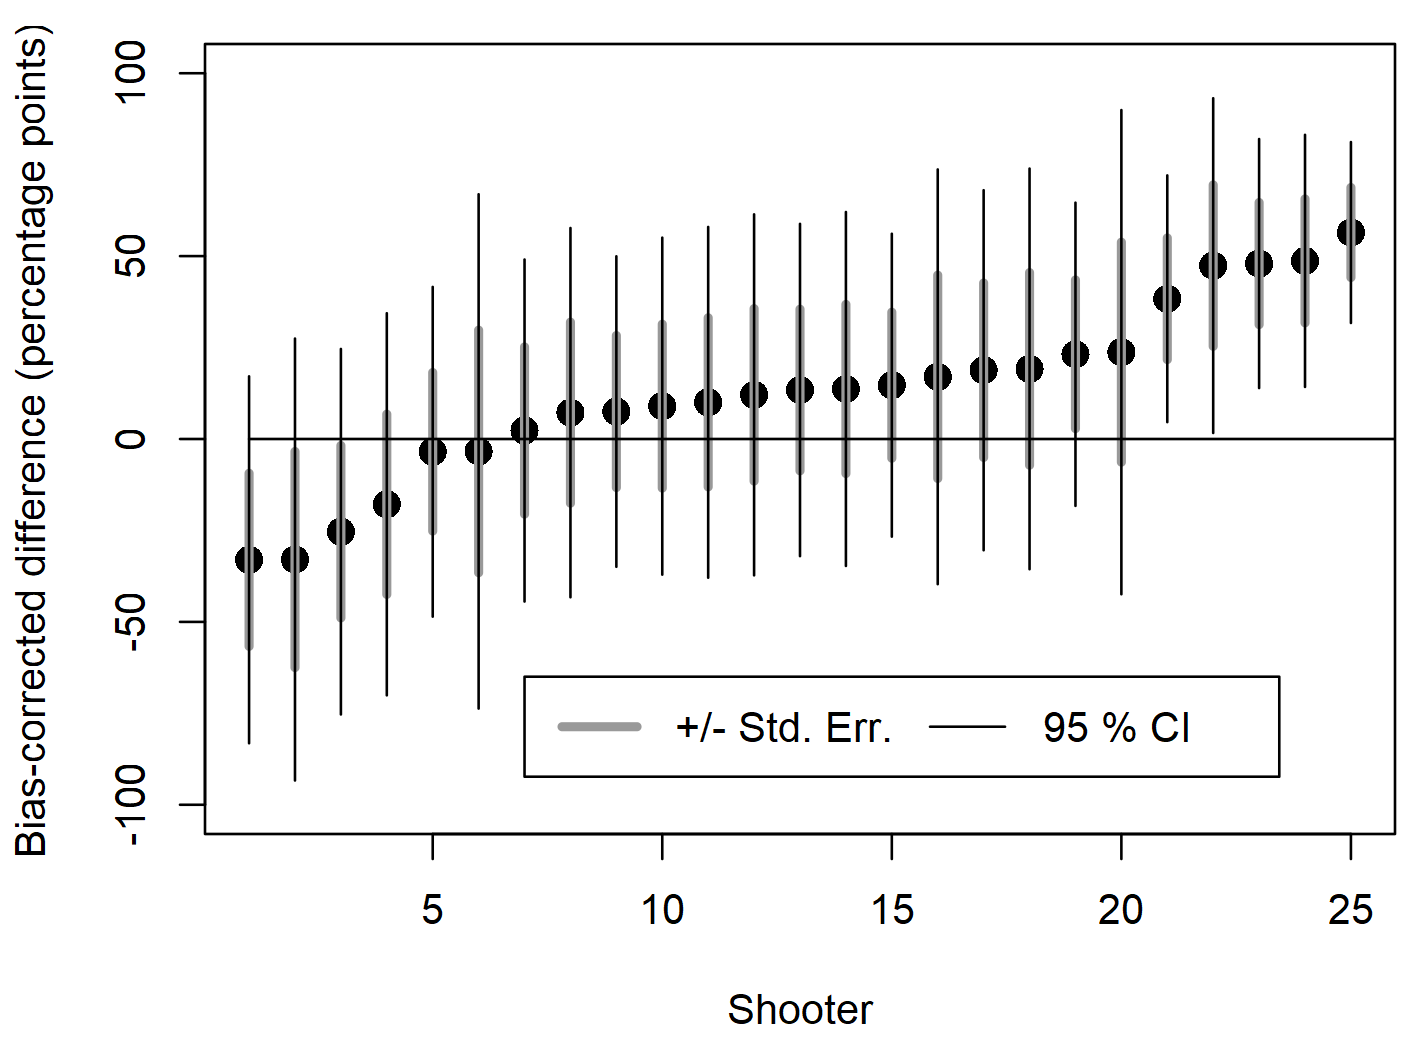 Bias-corrected difference (percentage points)
100
50
0
-50
-100
+/- Std. Err.
95 % CI
5 10 15 20 25
Shooter